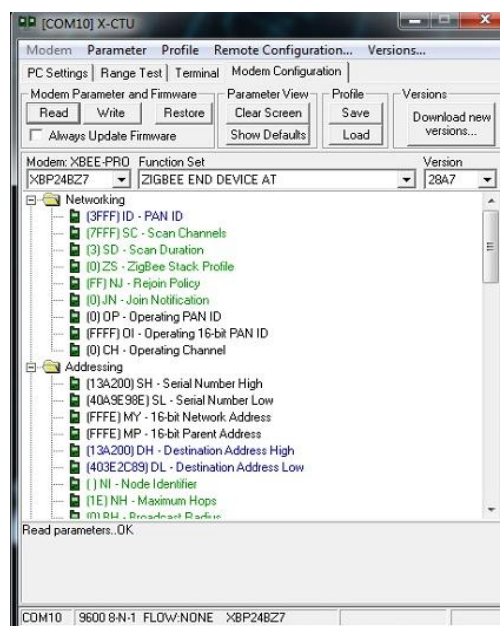 [COM10] X-CTU
Modem Parameter Profile Remote Configuration... Versions...
PC Settings Range Test Terminal Modem Configuration
Modem Parameter and Firmware Parameter View Profile Versions
Read Write Restore Clear Screen Save Download new versions...
Always Update Firmware Show Defaults Load
Modem: XBEE-PRO Function Set Version
XBP24BZ7 ZIGBEE END DEVICE AT 28A7
Networking
(3FFF) ID - PAN ID
(7FFF) SC - Scan Channels
(3) SD - Scan Duration
(0) ZS - ZigBee Stack Profile
(FF) NJ - Rejoin Policy
(0) JN - Join Notification
(0) OP - Operating PAN ID
(FFFF) OI - Operating 16-bit PAN ID
(0) CH - Operating Channel
Addressing
(13A200) SH - Serial Number High
(40A9E98E) SL - Serial Number Low
(FFFE) MY - 16-bit Network Address
(FFFE) MP - 16-bit Parent Address
(13A200) DH - Destination Address High
(403E2C89) DL - Destination Address Low
( ) NI - Node Identifier
(1E) NH - Maximum Hops
(0) BH - Broadcast Radius
Read parameters..OK
COM10 9600 8-N-1 FLOW:NONE XBP24BZ7